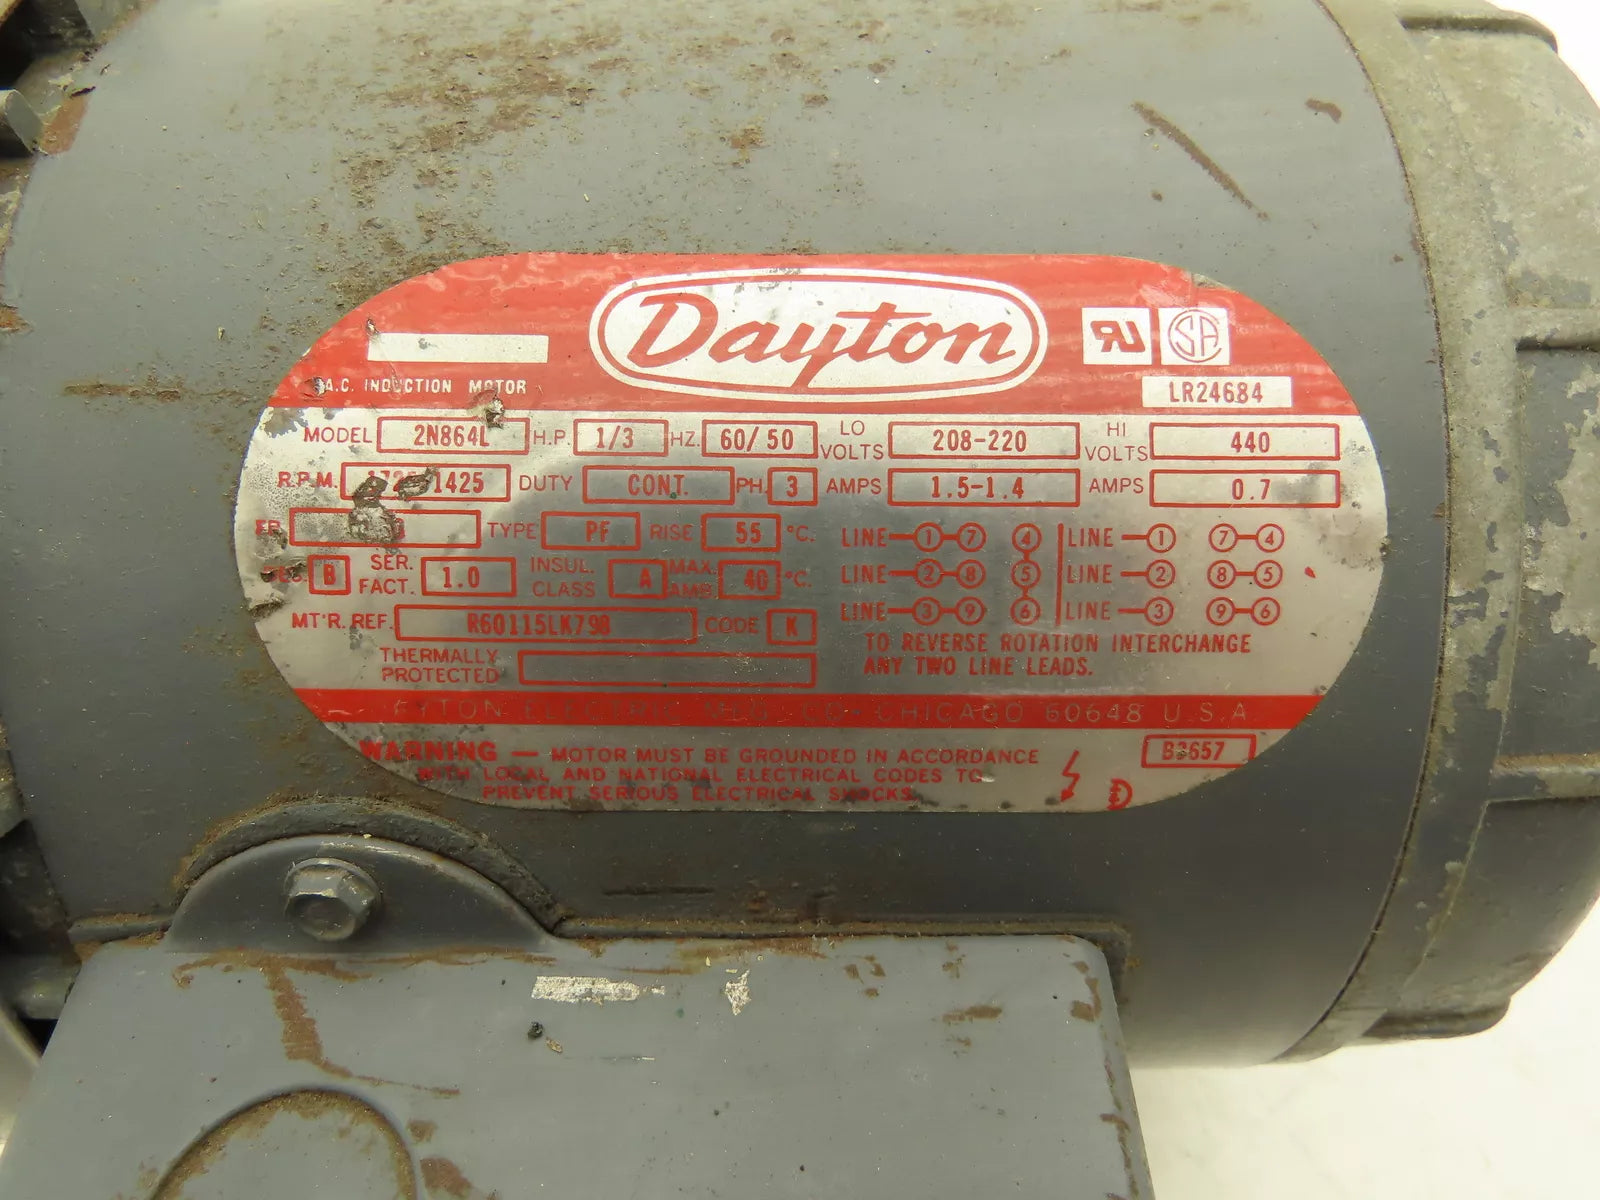 Dayton
A.C. INDUCTION MOTOR
LR24684
MODEL 2N864L H.P. 1/3 HZ. 60/50 LO VOLTS 208-220 HI VOLTS 440
R.P.M. 1425 DUTY CONT. PH. 3 AMPS 1.5-1.4 AMPS 0.7
TYPE PF RISE 55 °C.
B SER. FACT. 1.0 INSUL. CLASS A MAX. AMB 40 °C.
MT'R. REF. R60115LK798 CODE K
THERMALLY PROTECTED
LINE 1 7 4 LINE 1 7 4
LINE 2 8 5 LINE 2 8 5
LINE 3 9 6 LINE 3 9 6
TO REVERSE ROTATION INTERCHANGE
ANY TWO LINE LEADS.
ELECTRIC MFG. CO. CHICAGO 60648 U.S.A.
WARNING — MOTOR MUST BE GROUNDED IN ACCORDANCE
WITH LOCAL AND NATIONAL ELECTRICAL CODES TO
PREVENT SERIOUS ELECTRICAL SHOCKS.
B3657